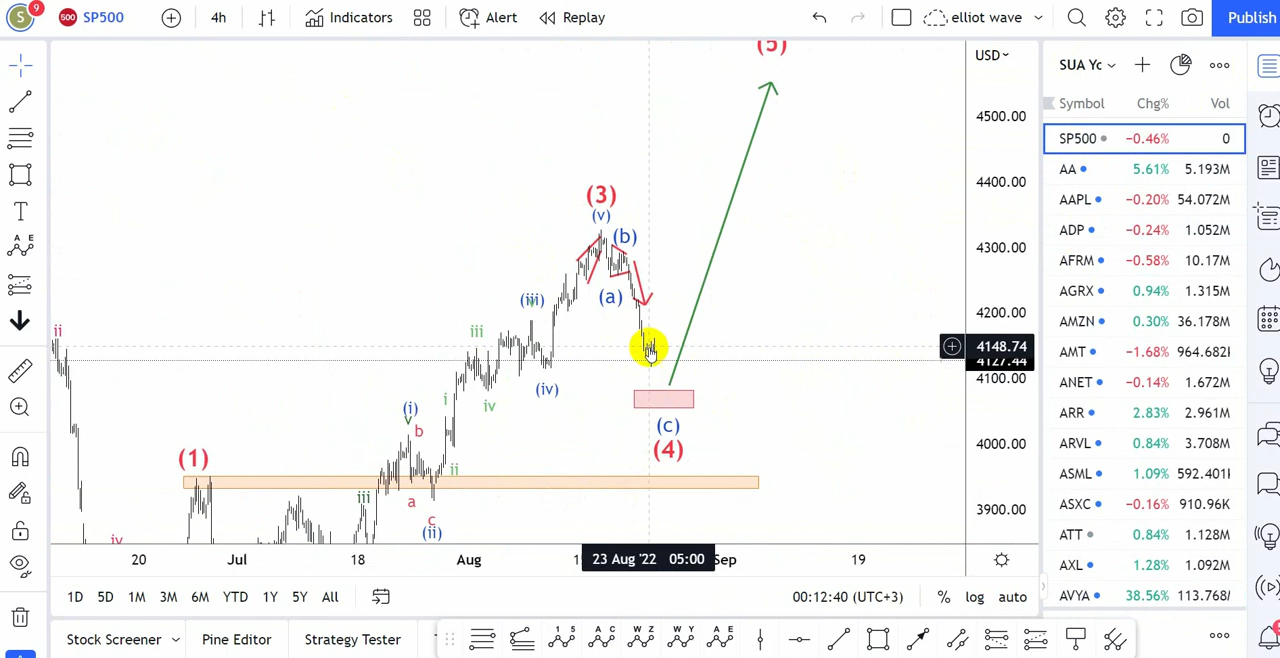 S 9 500 SP500 4h Indicators Alert Replay elliot wave Publish
(5) USD SUA Yc
Symbol Chg% Vol
4500.00
SP500 −0.46% 0
AA 5.61% 5.193M
4400.00
(3)
AAPL −0.20% 54.072M
(v)
ADP −0.24% 1.052M
(b)
4300.00
AFRM −0.58% 10.17M
(a)
(iii)
AGRX 0.94% 1.315M
4200.00
ii iii
AMZN 0.30% 36.178M
4148.74
AMT −1.68% 964.682
4127.44
4100.00
(iv)
ANET −0.14% 1.672M
i iv
(i)
ARR 2.83% 2.961M
v
b (c)
4000.00
ARVL 0.84% 3.708M
(4)
(1)
ii
ASML 1.09% 592.401
iii a
ASXC −0.16% 910.96K
3900.00
c
(ii)
ATT 0.84% 1.128M
iv
20 Jul 18 Aug 23 Aug '22 05:00 Sep 19
AXL 1.28% 1.092M
AVYA 38.56% 113.768
1D 5D 1M 3M 6M YTD 1Y 5Y All 00:12:40 (UTC+3) % log auto
Stock Screener Pine Editor Strategy Tester
1 5 A C W Z W Y A E